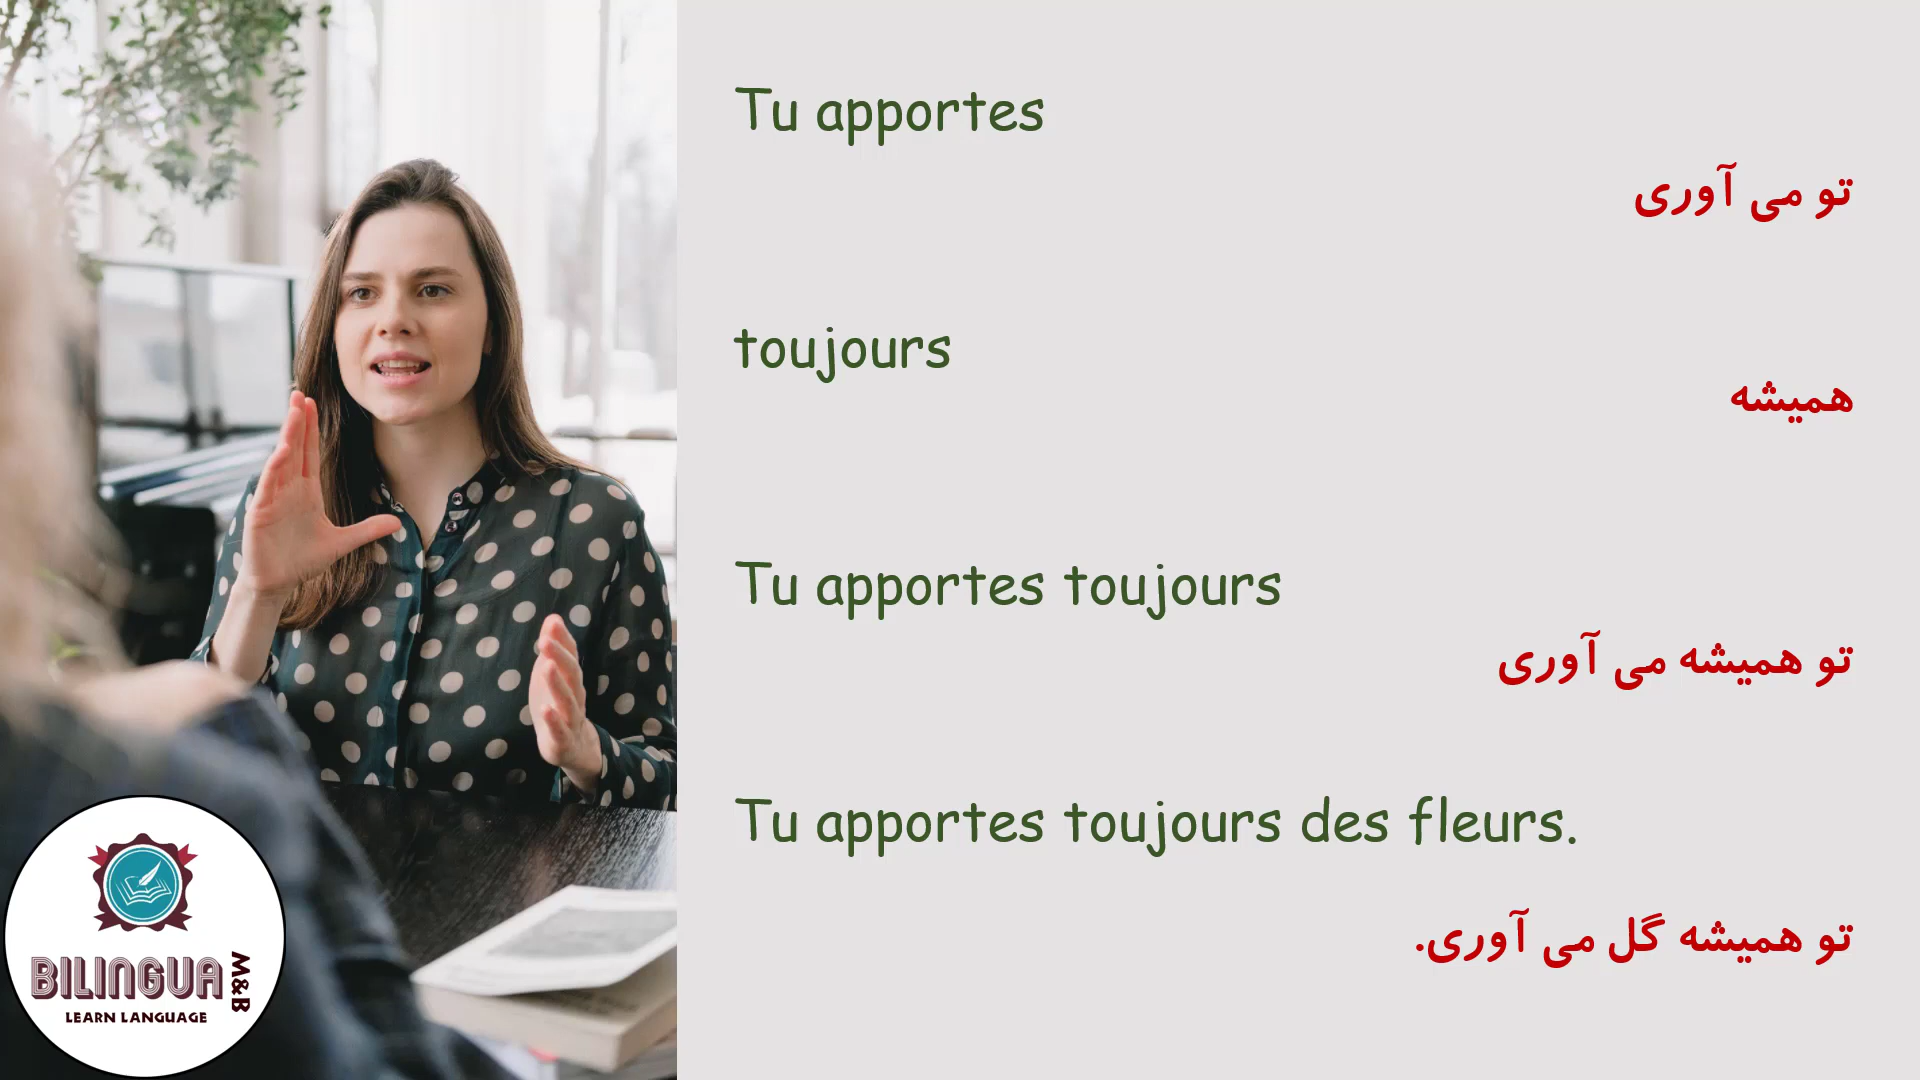 Tu apportes
تو می آوری
toujours
همیشه
Tu apportes toujours
تو همیشه می آوری
Tu apportes toujours des fleurs.
تو همیشه گل می آوری.
BILINGUA
M&B
LEARN LANGUAGE